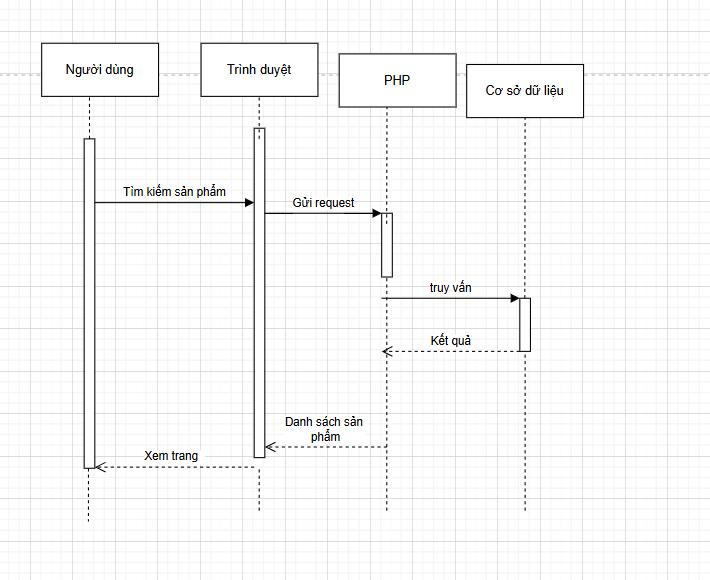 Người dùng
Trình duyệt
PHP
Cơ sở dữ liệu
Tìm kiếm sản phẩm
Gửi request
truy vấn
Kết quả
Danh sách sản
phẩm
Xem trang